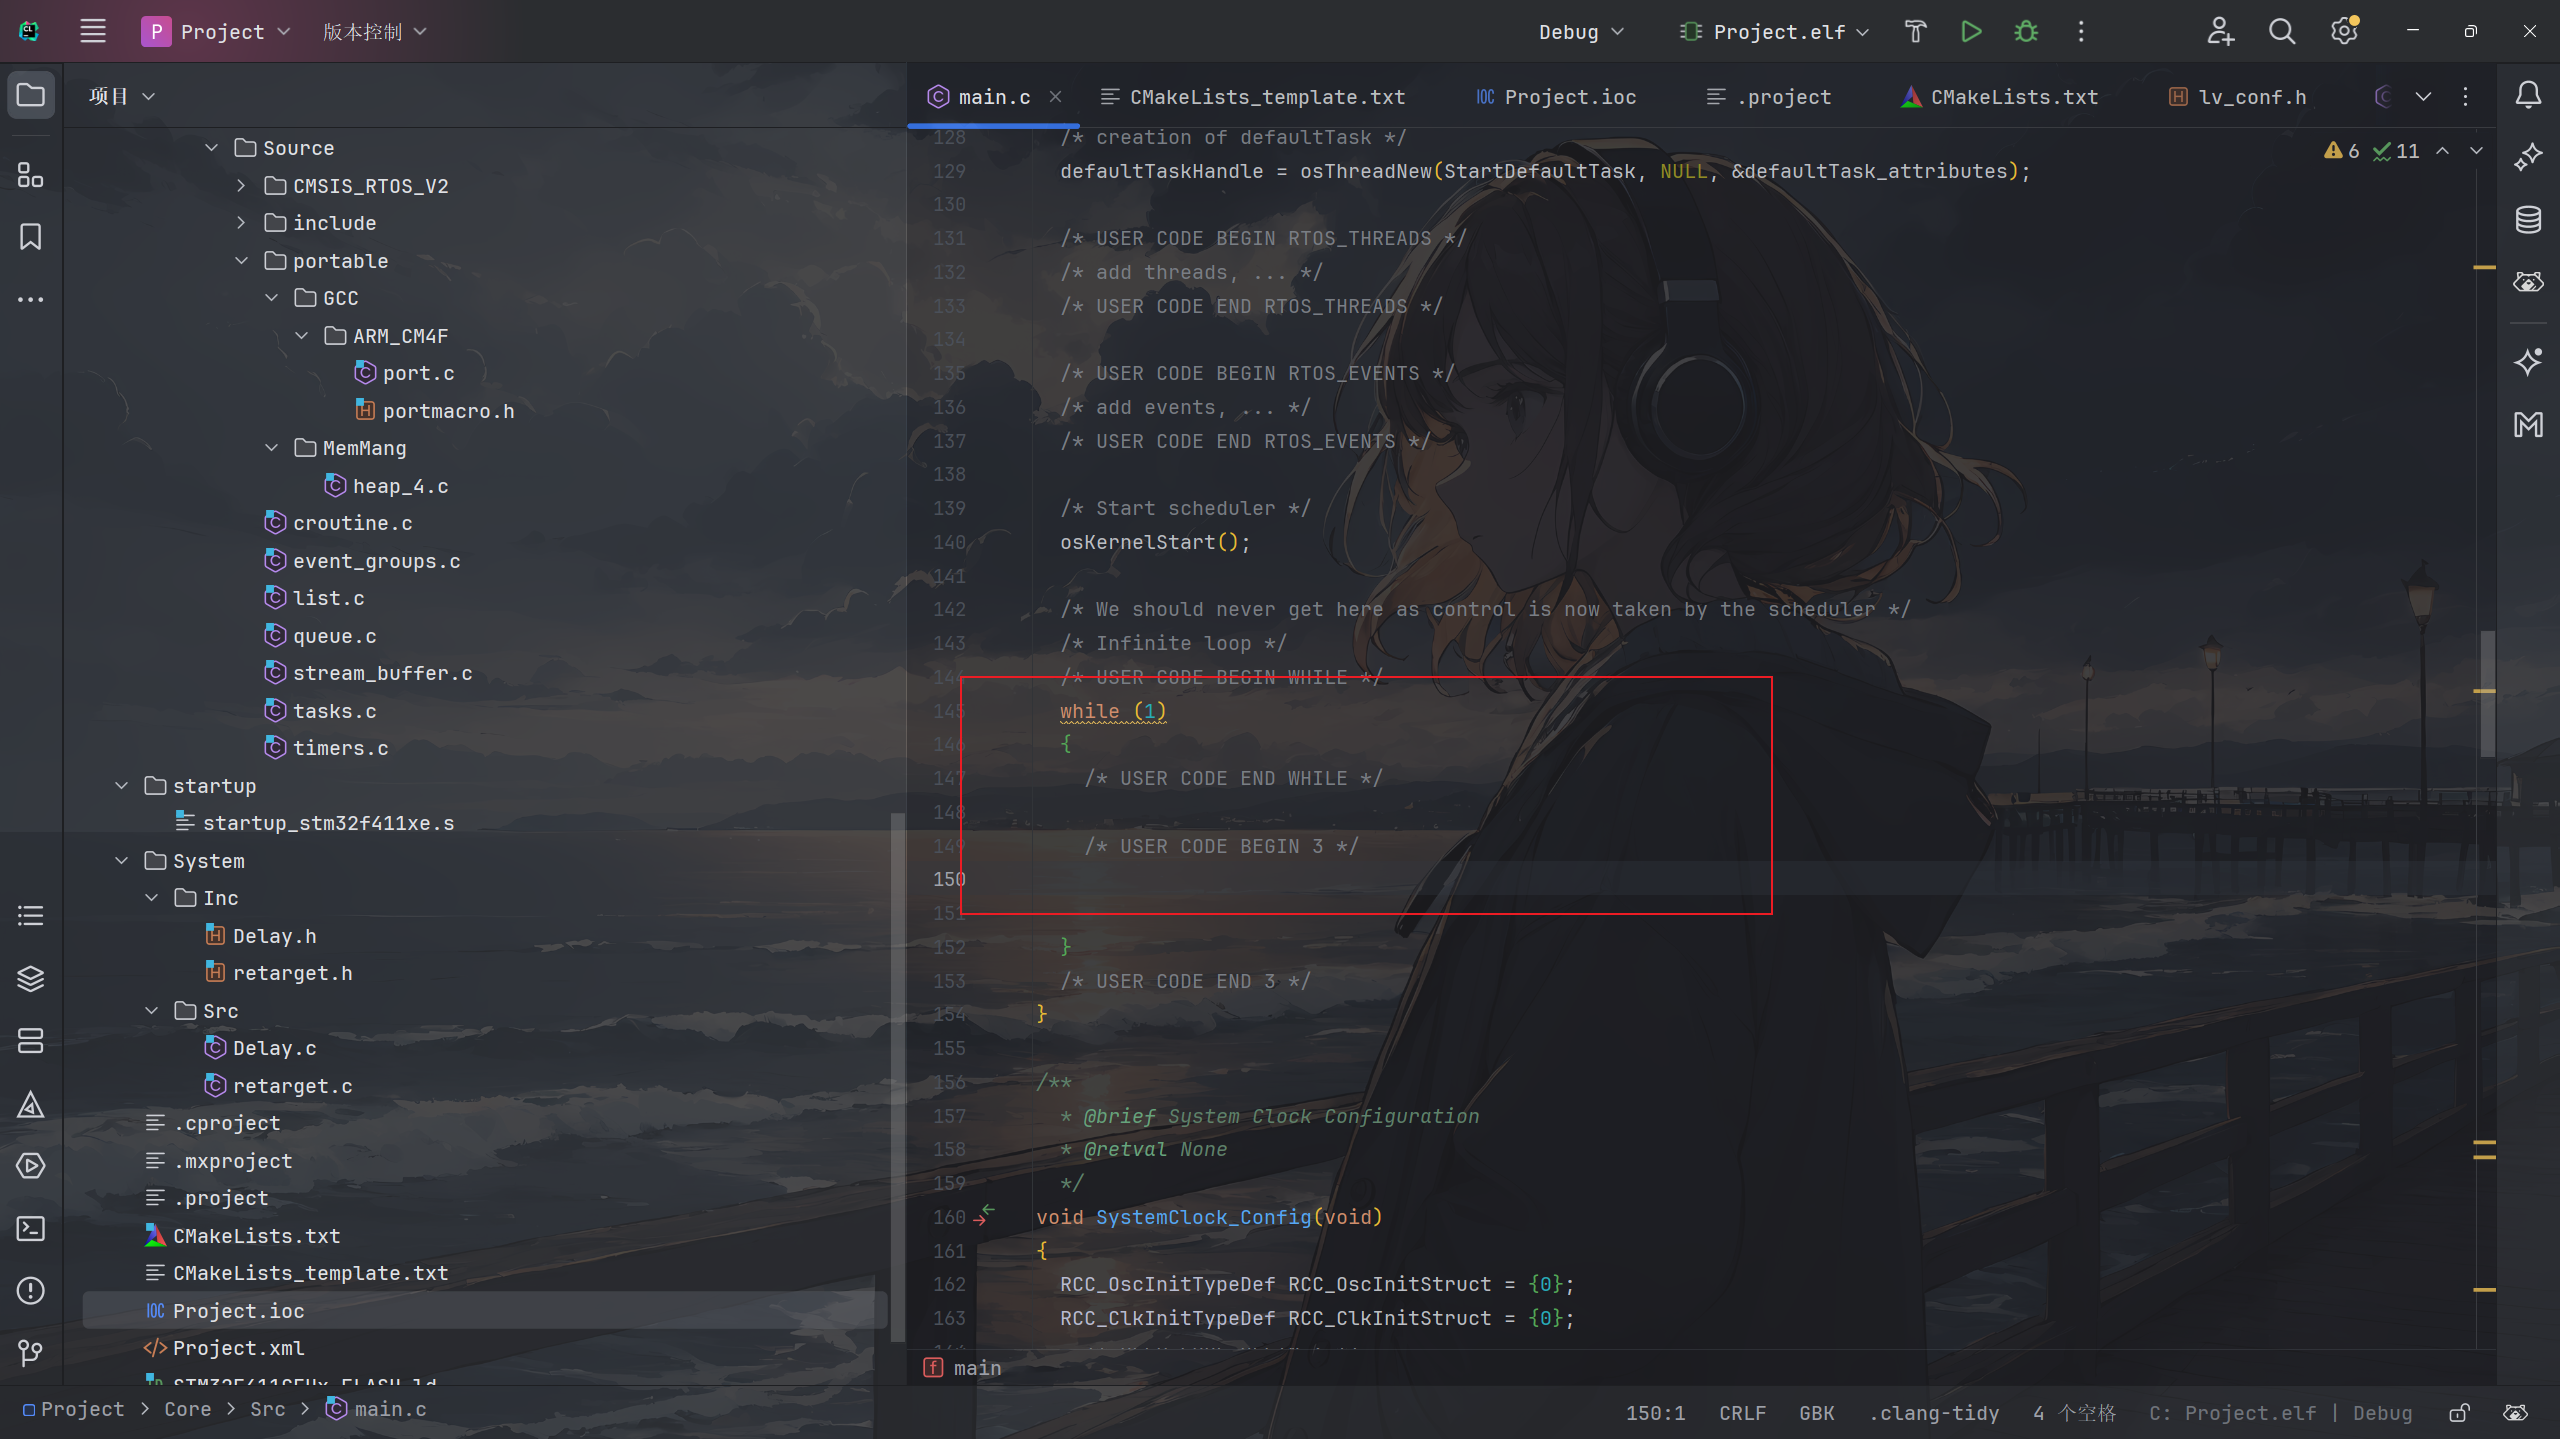 P Project 版本控制 Debug Project.elf
项目
Source
CMSIS_RTOS_V2
include
portable
GCC
ARM_CM4F
port.c
portmacro.h
MemMang
heap_4.c
croutine.c
event_groups.c
list.c
queue.c
stream_buffer.c
tasks.c
timers.c
startup
startup_stm32f411xe.s
System
Inc
Delay.h
retarget.h
Src
Delay.c
retarget.c
.cproject
.mxproject
.project
CMakeLists.txt
CMakeLists_template.txt
Project.ioc
Project.xml
main.c CMakeLists_template.txt Project.ioc .project CMakeLists.txt lv_conf.h
6 11
128 /* creation of defaultTask */
129 defaultTaskHandle = osThreadNew(StartDefaultTask, NULL, &defaultTask_attributes);
130
131 /* USER CODE BEGIN RTOS_THREADS */
132 /* add threads, ... */
133 /* USER CODE END RTOS_THREADS */
134
135 /* USER CODE BEGIN RTOS_EVENTS */
136 /* add events, ... */
137 /* USER CODE END RTOS_EVENTS */
138
139 /* Start scheduler */
140 osKernelStart();
141
142 /* We should never get here as control is now taken by the scheduler */
143 /* Infinite loop */
144 /* USER CODE BEGIN WHILE */
145 while (1)
146 {
147 /* USER CODE END WHILE */
148
149 /* USER CODE BEGIN 3 */
150
151
152 }
153 /* USER CODE END 3 */
154 }
155
156 /**
157 * @brief System Clock Configuration
158 * @retval None
159 */
160 void SystemClock_Config(void)
161 {
162 RCC_OscInitTypeDef RCC_OscInitStruct = {0};
163 RCC_ClkInitTypeDef RCC_ClkInitStruct = {0};
f main
Project > Core > Src > main.c 150:1 CRLF GBK .clang-tidy 4 个空格 C: Project.elf | Debug